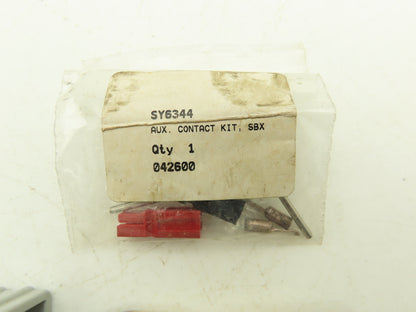 SY6344
AUX. CONTACT KIT, SBX
Qty 1
042600